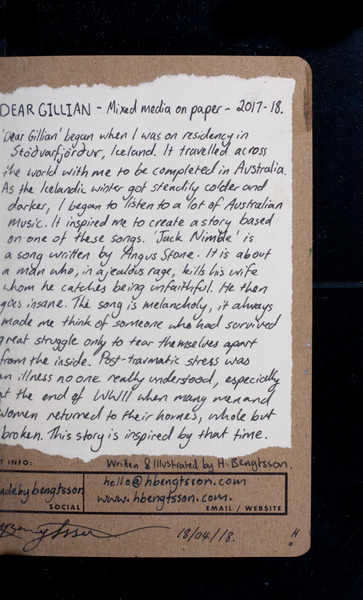 DEAR GILLIAN - Mixed media on paper - 2017-18.
'Dear Gillian' began when I was on residency in
Stöðvarfjörður, Iceland. It travelled across
the world with me to be completed in Australia.
As the Icelandic winter got steadily colder and
darker, I began to listen to a lot of Australian
music. It inspired me to create a story based
on one of these songs. 'Jack Nimble' is
a song written by Angus Stone. It is about
a man who, in a jealous rage, kills his wife
whom he catches being unfaithful. He then
goes insane. The song is melancholy, it always
made me think of someone who had survived
great struggle only to tear themselves apart
from the inside. Post-travmatic stress was
an illness no one really understood, especially
at the end of WWII when many men and
women returned to their homes, whole but
broken. This story is inspired by that time.
INFO: Written & Illustrated by H. Bengtsson.
adebybengtsson hello@hbengtsson.com
www.hbengtsson.com.
SOCIAL EMAIL / WEBSITE
18/04/18. H